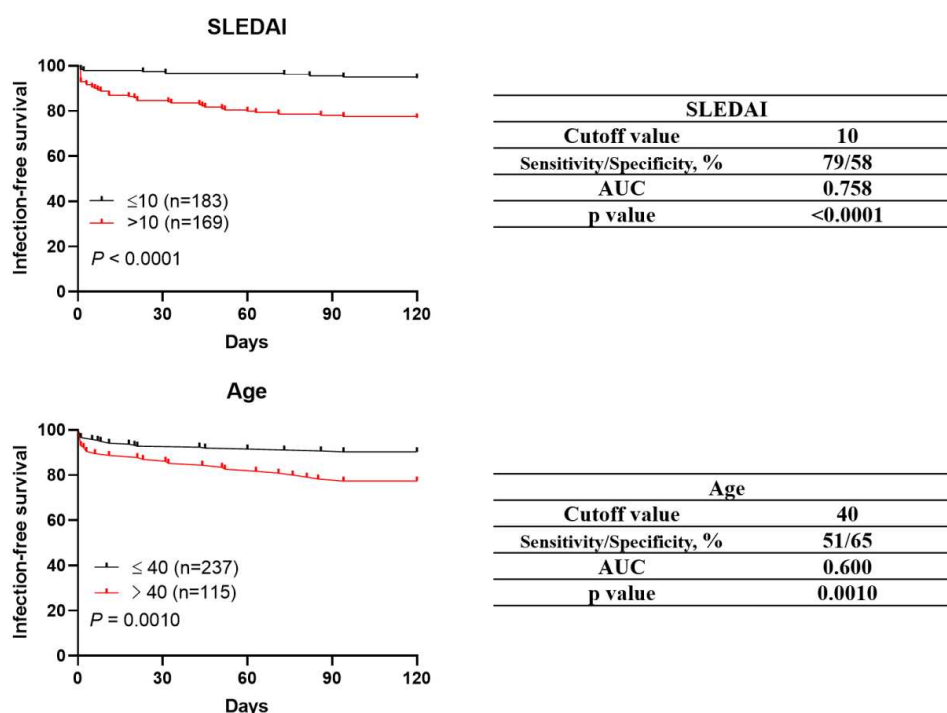 SLEDAI
Infection-free survival
100
80
60
40
20
0
≤10 (n=183)
>10 (n=169)
P < 0.0001
0 30 60 90 120
Days
SLEDAI
Cutoff value 10
Sensitivity/Specificity, % 79/58
AUC 0.758
p value <0.0001
Age
Infection-free survival
100
80
60
40
20
0
≤ 40 (n=237)
> 40 (n=115)
P = 0.0010
0 30 60 90 120
Days
Age
Cutoff value 40
Sensitivity/Specificity, % 51/65
AUC 0.600
p value 0.0010